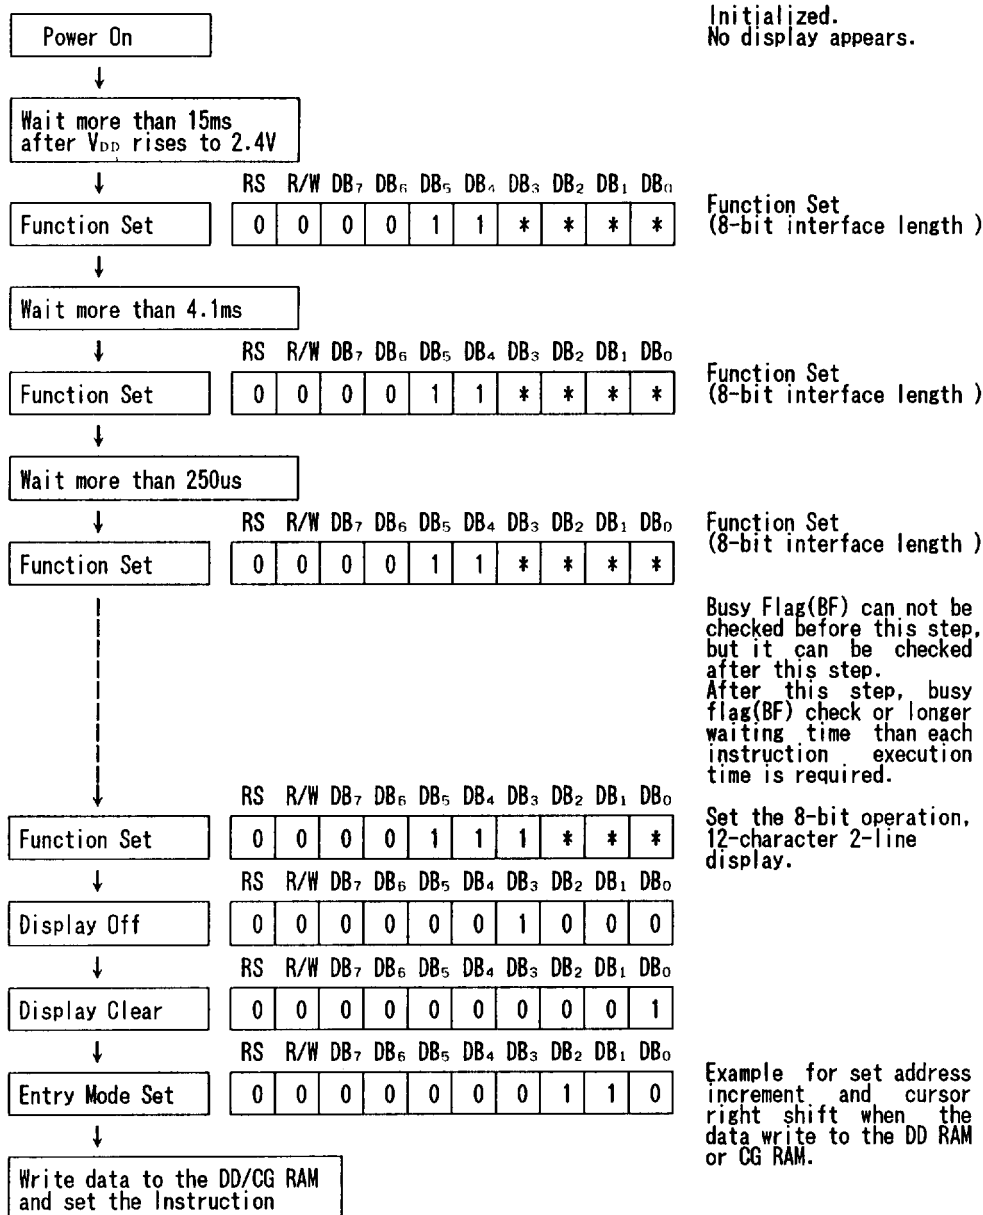 Power On
Initialized.
No display appears.
Wait more than 15ms
after VDD rises to 2.4V
RS R/W DB7 DB6 DB5 DB4 DB3 DB2 DB1 DB0
Function Set
0 0 0 0 1 1 * * * *
Function Set
(8-bit interface length )
Wait more than 4.1ms
RS R/W DB7 DB6 DB5 DB4 DB3 DB2 DB1 DB0
Function Set
0 0 0 0 1 1 * * * *
Function Set
(8-bit interface length )
Wait more than 250us
RS R/W DB7 DB6 DB5 DB4 DB3 DB2 DB1 DB0
Function Set
0 0 0 0 1 1 * * * *
Function Set
(8-bit interface length )
Busy Flag(BF) can not be
checked before this step,
but it can be checked
after this step.
After this step, busy
flag(BF) check or longer
waiting time than each
instruction execution
time is required.
RS R/W DB7 DB6 DB5 DB4 DB3 DB2 DB1 DB0
Function Set
0 0 0 0 1 1 1 * * *
Set the 8-bit operation,
12-character 2-line
display.
RS R/W DB7 DB6 DB5 DB4 DB3 DB2 DB1 DB0
Display Off
0 0 0 0 0 0 1 0 0 0
RS R/W DB7 DB6 DB5 DB4 DB3 DB2 DB1 DB0
Display Clear
0 0 0 0 0 0 0 0 0 1
RS R/W DB7 DB6 DB5 DB4 DB3 DB2 DB1 DB0
Entry Mode Set
0 0 0 0 0 0 0 1 1 0
Example for set address
increment and cursor
right shift when the
data write to the DD RAM
or CG RAM.
Write data to the DD/CG RAM
and set the Instruction